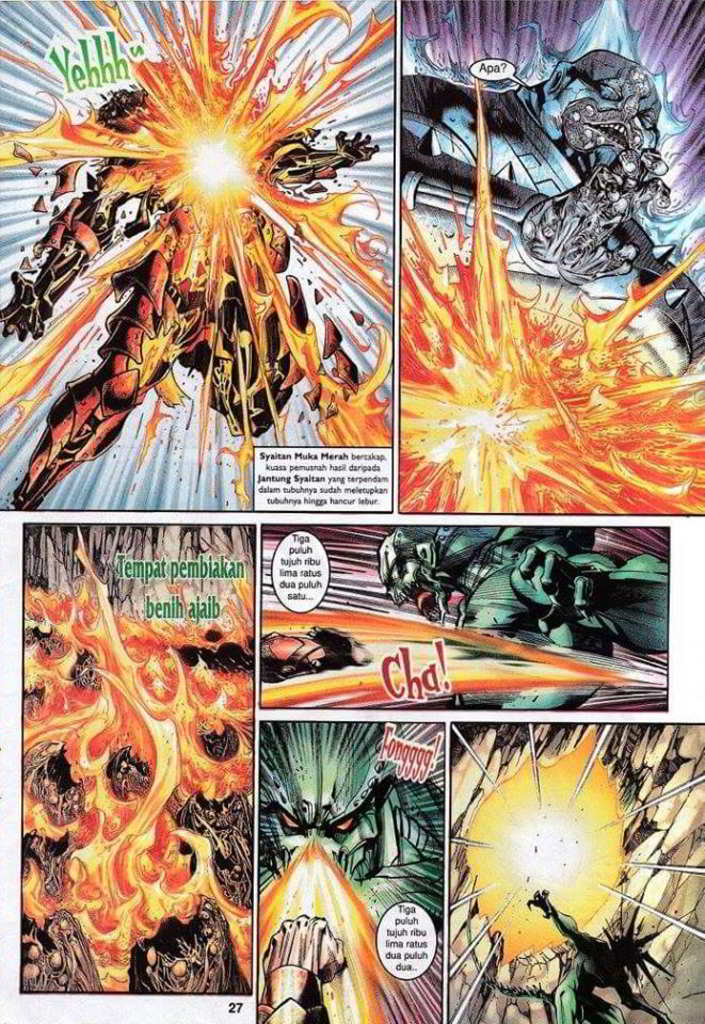 Yehhh's
Apa?
Syaitan Muka Merah bercakap,
kuasa pemusnah hasil daripada
Jantung Syaitan yang terpendam
dalam tubuhnya sudah meletupkan
tubuhnya hingga hancur lebur.
Tempat pembiakan
benih ajaib
Tiga
puluh
tujuh ribu
lima ratus
dua puluh
satu...
Cha!
Fongggg!
Tiga
puluh
tujuh ribu
lima ratus
dua puluh
dua..
27